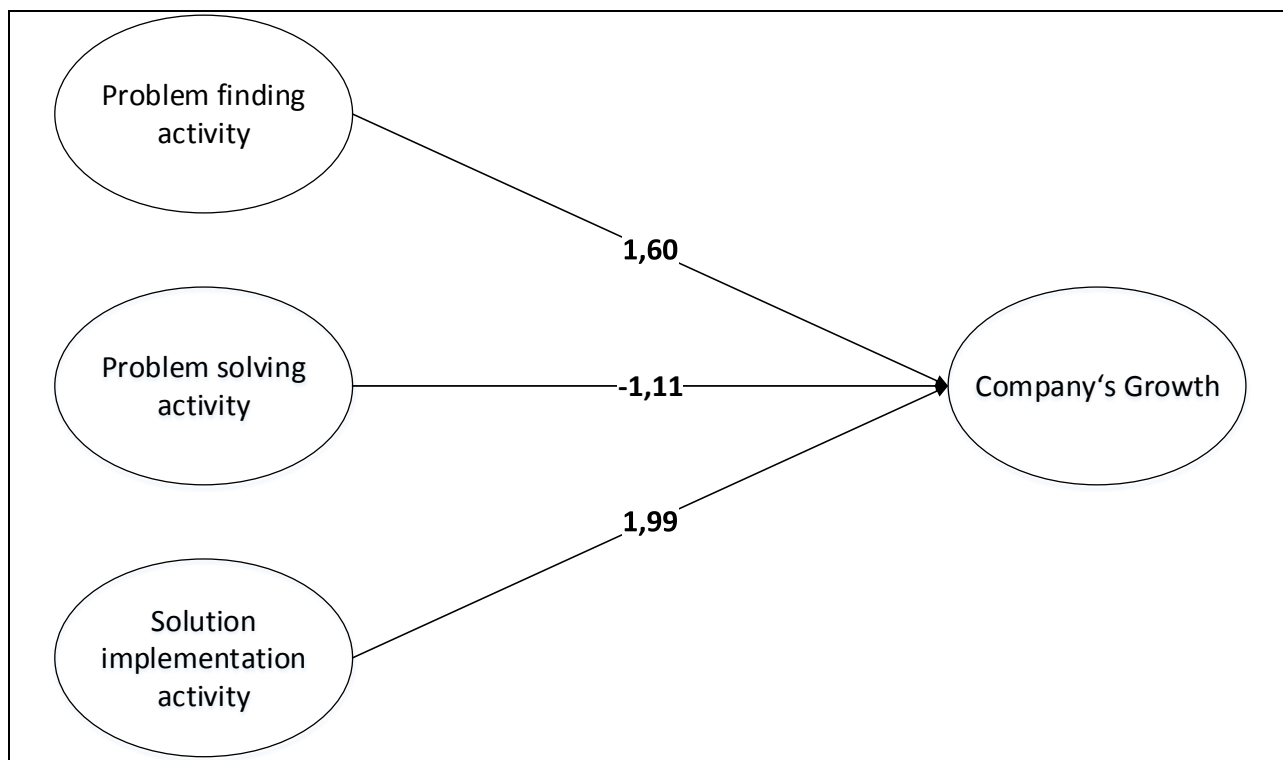 Problem finding
activity
1,60
Problem solving
activity
-1,11
Company‘s Growth
1,99
Solution
implementation
activity